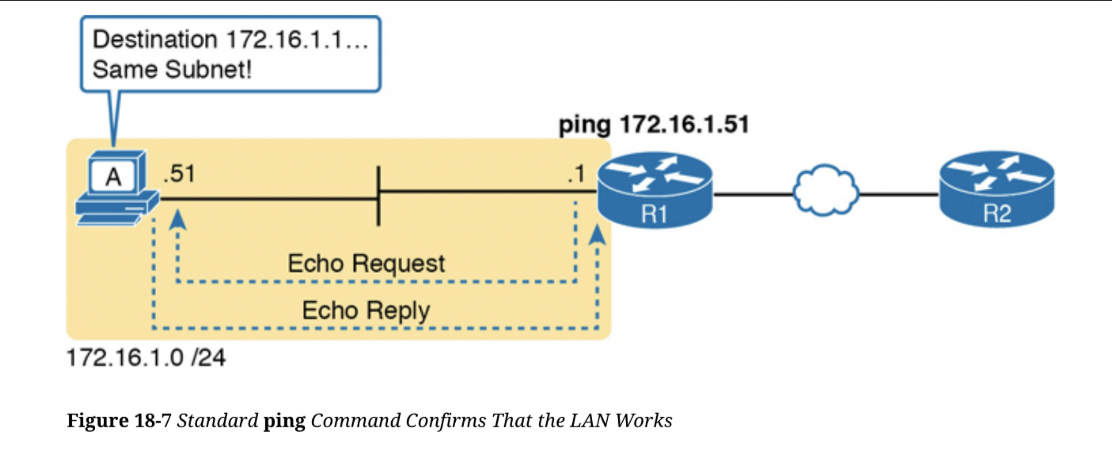 Destination 172.16.1.1...
Same Subnet!
ping 172.16.1.51
A
.51
.1
R1
R2
Echo Request
Echo Reply
172.16.1.0 /24
Figure 18-7 Standard ping Command Confirms That the LAN Works